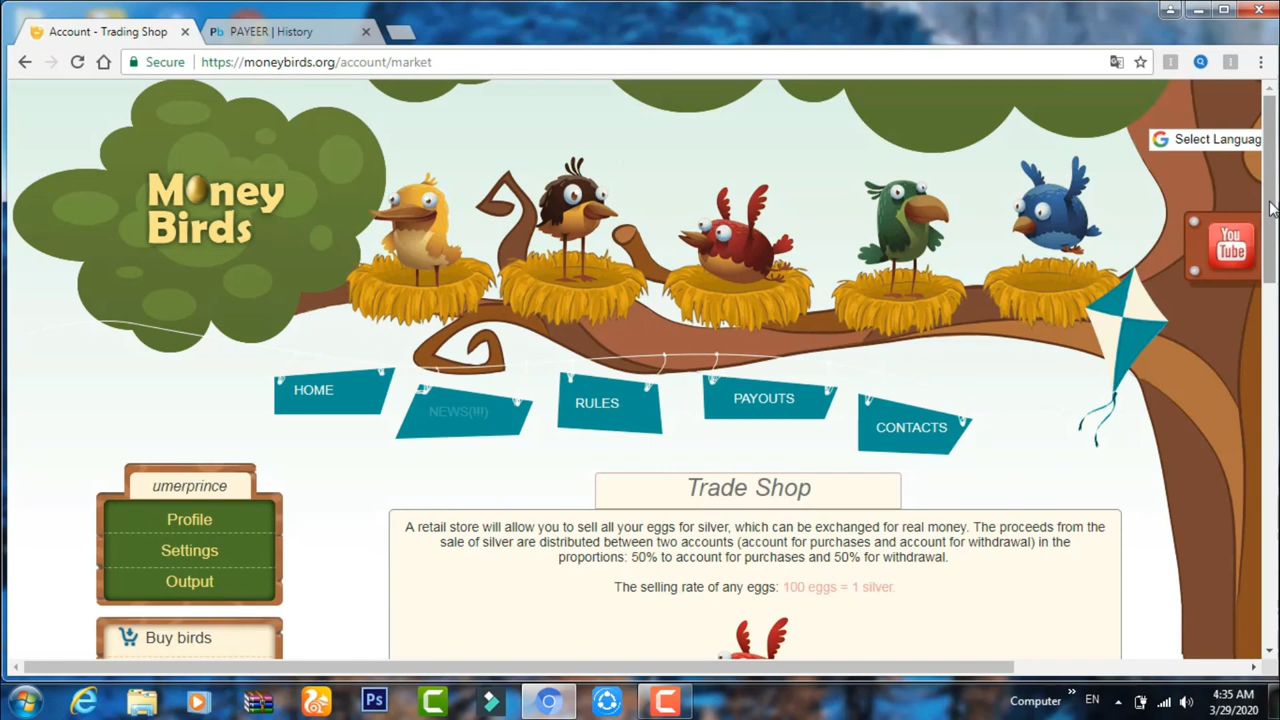 Account - Trading Shop
PAYEER | History
Secure
https://moneybirds.org/account/market
Money
Birds
Select Languag
You
Tube
HOME
NEWS(!!!)
RULES
PAYOUTS
CONTACTS
umerprince
Profile
Settings
Output
Buy birds
Trade Shop
A retail store will allow you to sell all your eggs for silver, which can be exchanged for real money. The proceeds from the
sale of silver are distributed between two accounts (account for purchases and account for withdrawal) in the
proportions: 50% to account for purchases and 50% for withdrawal.
The selling rate of any eggs: 100 eggs = 1 silver.
Ps
Computer
EN
4:35 AM
3/29/2020